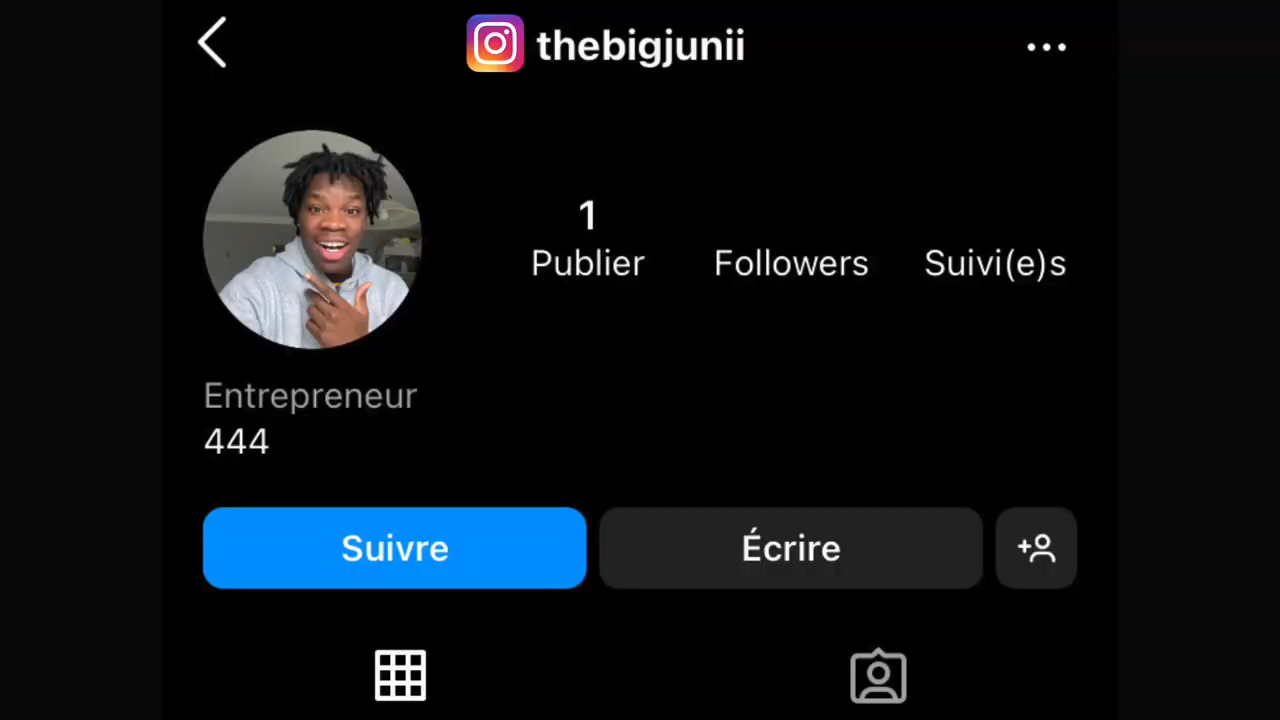 thebigjunii
1
Publier Followers Suivi(e)s
Entrepreneur
444
Suivre Écrire